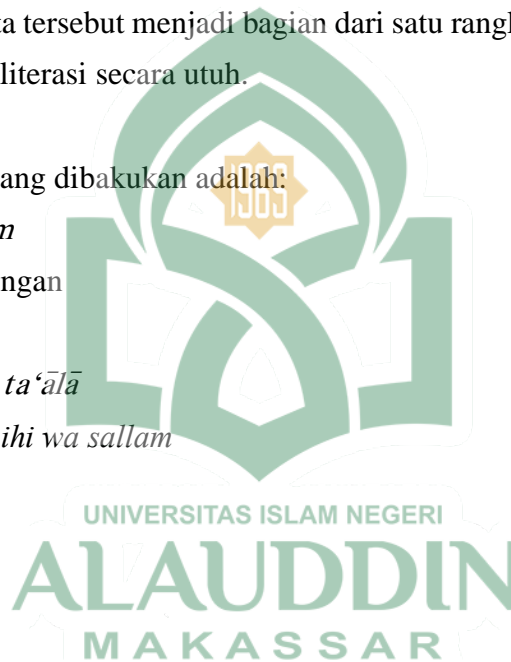 ta tersebut menjadi bagian dari satu rangk
literasi secara utuh.
ang dibakukan adalah:
m
ngan
ta‘ālā
ihi wa sallam
1965
UNIVERSITAS ISLAM NEGERI
ALAUDDIN
MAKASSAR